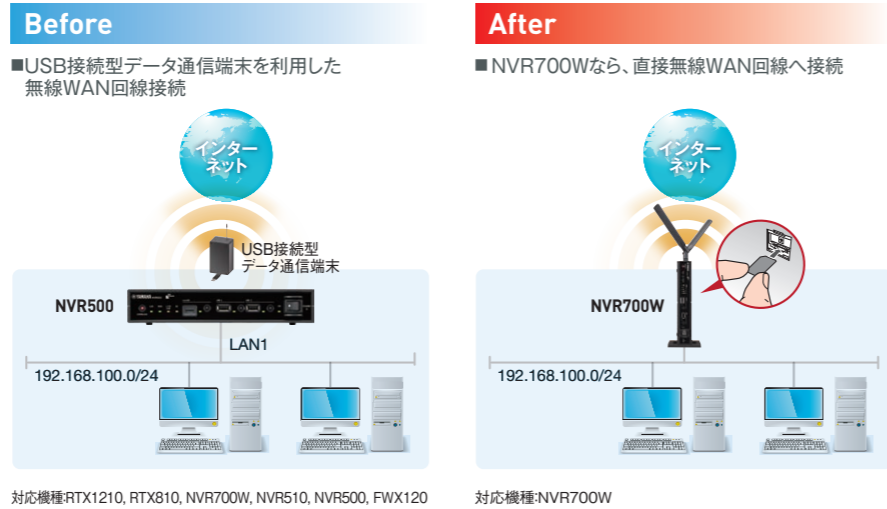 Before
■USB接続型データ通信端末を利用した
無線WAN回線接続
インター
ネット
USB接続型
データ通信端末
NVR500
YAMAHA
LAN1
192.168.100.0/24
対応機種:RTX1210, RTX810, NVR700W, NVR510, NVR500, FWX120
After
■NVR700Wなら、直接無線WAN回線へ接続
インター
ネット
NVR700W
192.168.100.0/24
対応機種:NVR700W